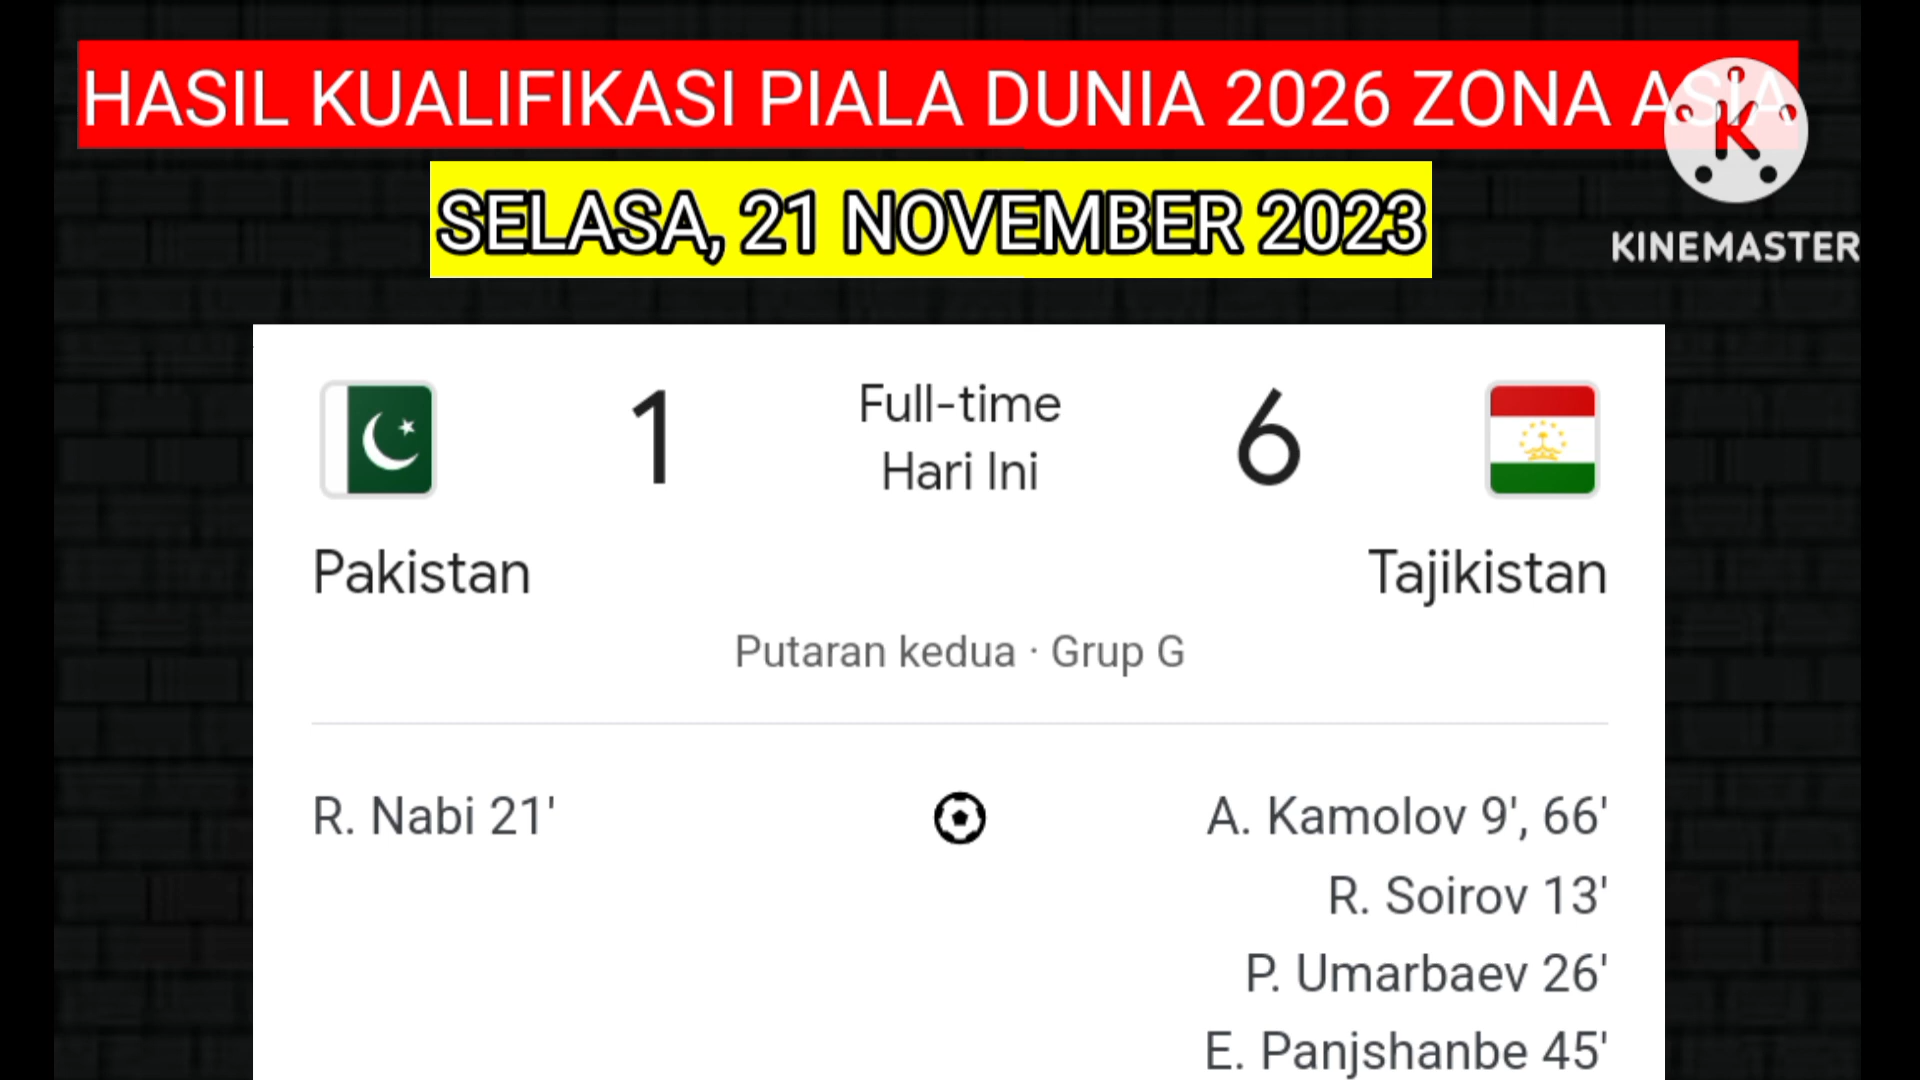 HASIL KUALIFIKASI PIALA DUNIA 2026 ZONA ASIA
K
KINEMASTER
SELASA, 21 NOVEMBER 2023
1 Full-time 6
Hari Ini
Pakistan Tajikistan
Putaran kedua · Grup G
R. Nabi 21' A. Kamolov 9', 66'
R. Soirov 13'
P. Umarbaev 26'
E. Panjshanbe 45'